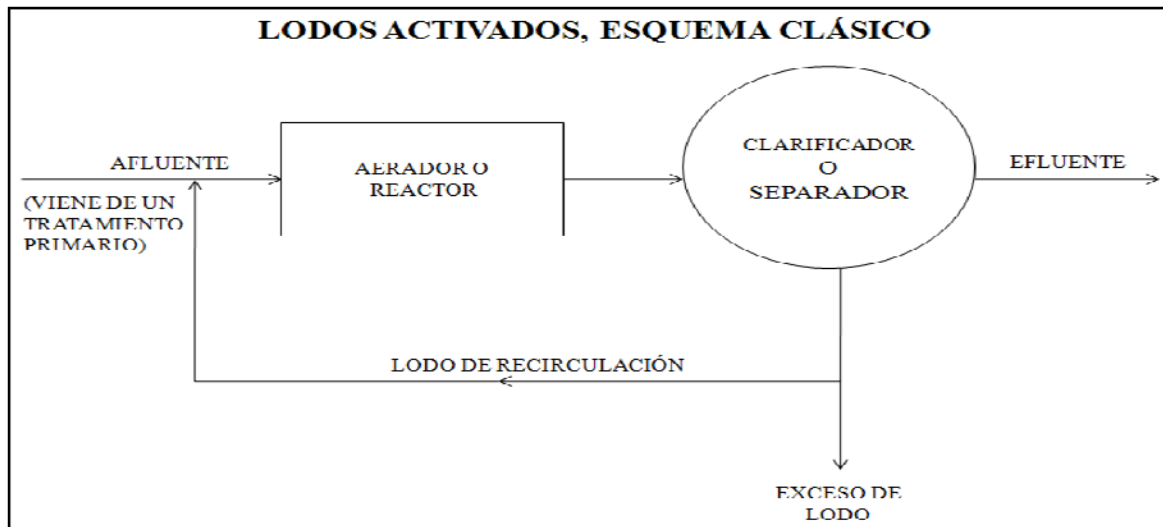 LODOS ACTIVADOS, ESQUEMA CLÁSICO
AFLUENTE
(VIENE DE UN
TRATAMIENTO
PRIMARIO)
AERADOR O
REACTOR
CLARIFICADOR
O
SEPARADOR
EFLUENTE
LODO DE RECIRCULACIÓN
EXCESO DE
LODO